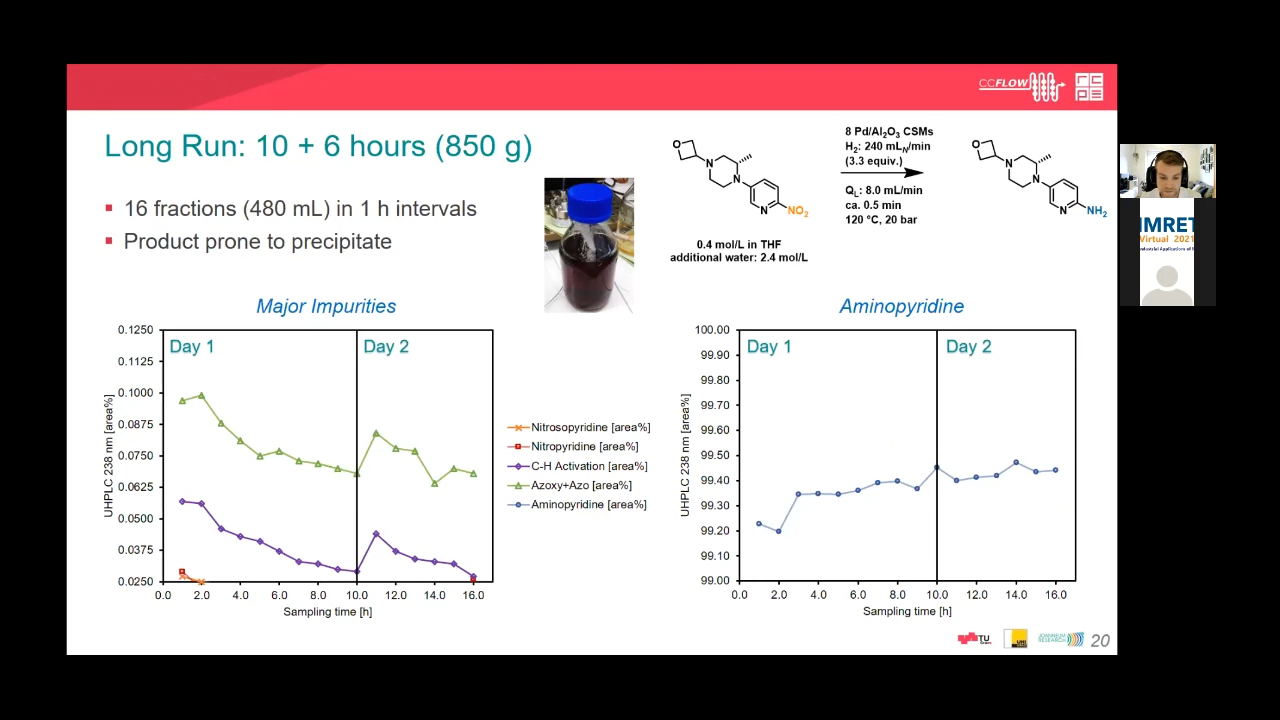 CCFLOW
Long Run: 10 + 6 hours (850 g)
16 fractions (480 mL) in 1 h intervals
Product prone to precipitate
O
N
N
N
NO₂
0.4 mol/L in THF
additional water: 2.4 mol/L
8 Pd/Al₂O₃ CSMs
H₂: 240 mLN/min
(3.3 equiv.)
Q_L: 8.0 mL/min
ca. 0.5 min
120 °C, 20 bar
O
N
N
N
NH₂
IMRET
Virtual 2021
Major Impurities
Day 1
Day 2
UHPLC 238 nm [area%]
0.1250
0.1125
0.1000
0.0875
0.0750
0.0625
0.0500
0.0375
0.0250
0.0 2.0 4.0 6.0 8.0 10.0 12.0 14.0 16.0
Sampling time [h]
Nitrosopyridine [area%]
Nitropyridine [area%]
C-H Activation [area%]
Azoxy+Azo [area%]
Aminopyridine [area%]
Aminopyridine
Day 1
Day 2
UHPLC 238 nm [area%]
100.00
99.90
99.80
99.70
99.60
99.50
99.40
99.30
99.20
99.10
99.00
0.0 2.0 4.0 6.0 8.0 10.0 12.0 14.0 16.0
Sampling time [h]
TU
JOANNEUM
RESEARCH
20